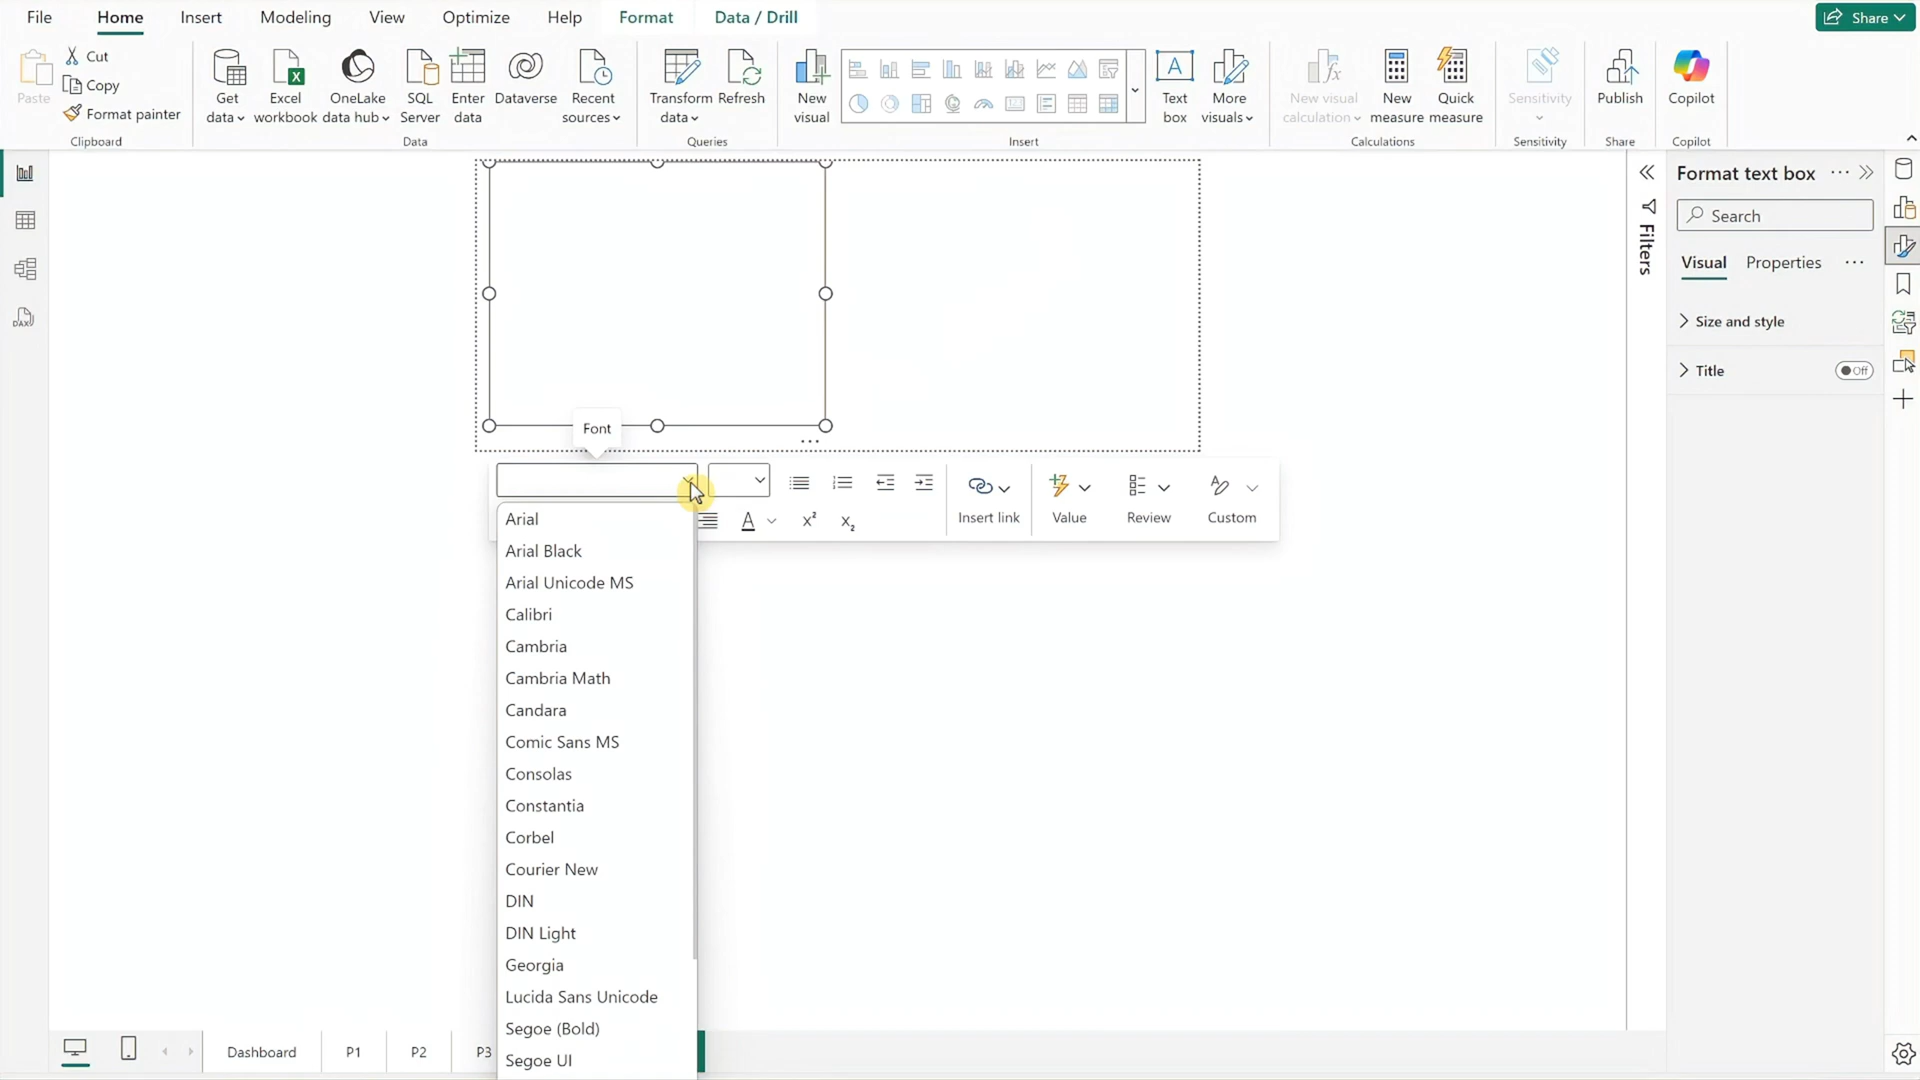 File Home Insert Modeling View Optimize Help Format Data / Drill Share
Paste Cut
Copy
Format painter
Clipboard
Get data
Excel workbook
OneLake data hub
SQL Server
Enter data
Dataverse
Recent sources
Data
Transform data
Refresh
Queries
New visual
Text box
More visuals
Insert
New visual calculation
New measure
Quick measure
Calculations
Sensitivity
Sensitivity
Publish
Share
Copilot
Copilot
DAX
Font
Insert link
Value
Review
Custom
Arial
Arial Black
Arial Unicode MS
Calibri
Cambria
Cambria Math
Candara
Comic Sans MS
Consolas
Constantia
Corbel
Courier New
DIN
DIN Light
Georgia
Lucida Sans Unicode
Segoe (Bold)
Segoe UI
Filters
Format text box
Search
Visual Properties
Size and style
Title Off
Dashboard P1 P2 P3